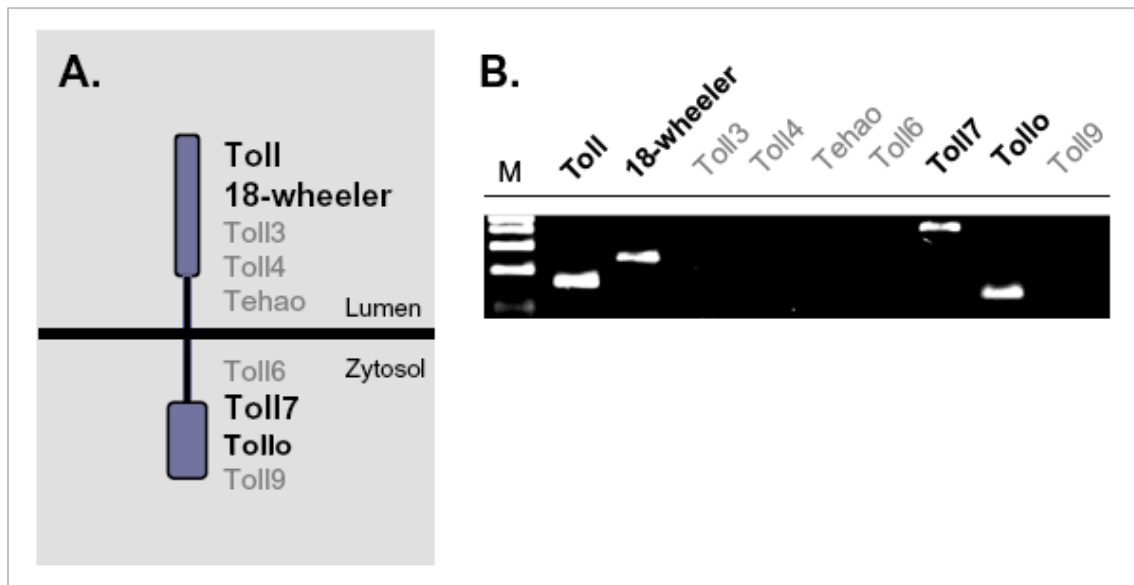 A.
Toll
18-wheeler
Toll3
Toll4
Tehao
Lumen
Toll6
Zytosol
Toll7
Tollo
Toll9
B.
M
Toll
18-wheeler
Toll3
Toll4
Tehao
Toll6
Toll7
Tollo
Toll9